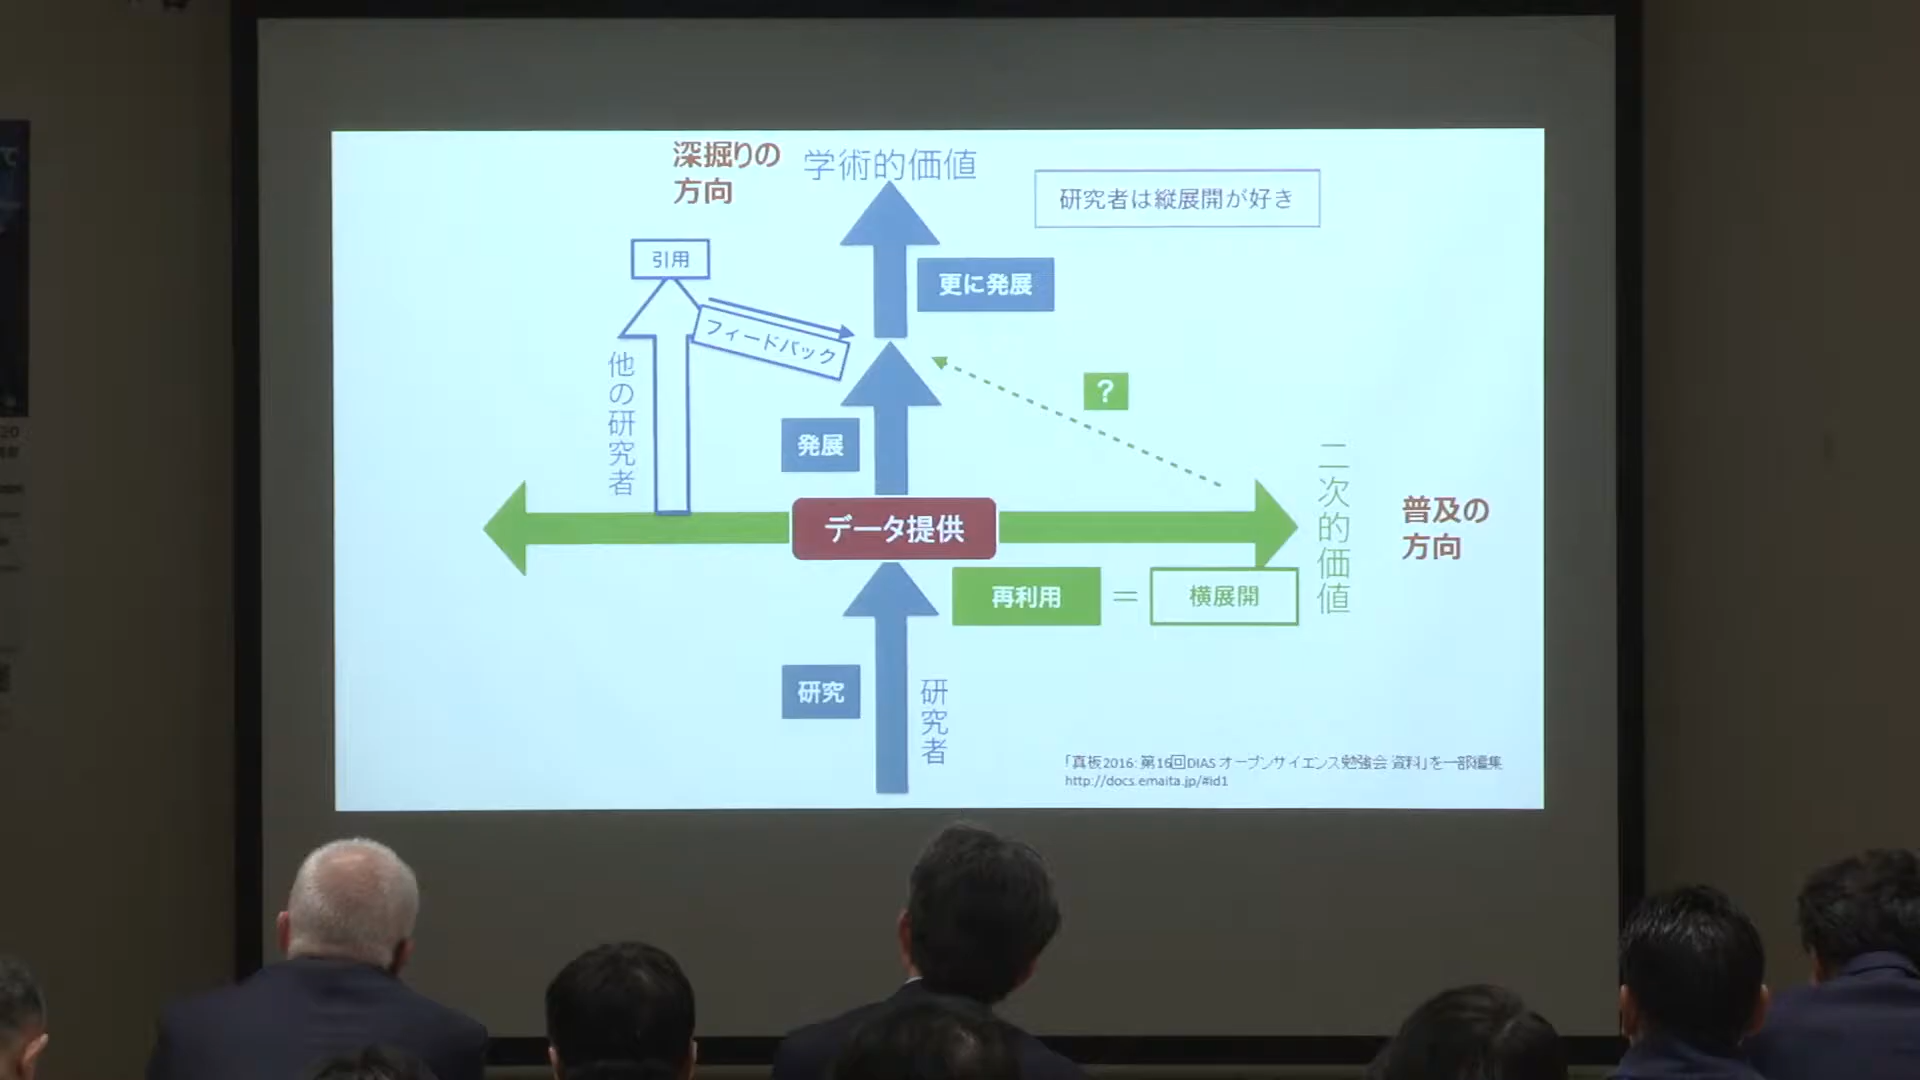 深掘りの
方向
学術的価値
研究者は縦展開が好き
引用
更に発展
フィードバック
他の研究者
?
発展
二次的価値
普及の
方向
データ提供
再利用
=
横展開
研究
研究者
「真板2016: 第16回DIAS オープンサイエンス勉強会 資料」を一部編集
http://docs.emaita.jp/#id1
20